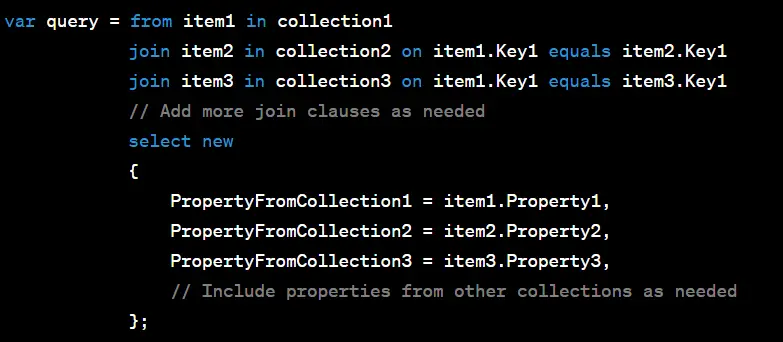 var query = from item1 in collection1
join item2 in collection2 on item1.Key1 equals item2.Key1
join item3 in collection3 on item1.Key1 equals item3.Key1
// Add more join clauses as needed
select new
{
PropertyFromCollection1 = item1.Property1,
PropertyFromCollection2 = item2.Property2,
PropertyFromCollection3 = item3.Property3,
// Include properties from other collections as needed
};